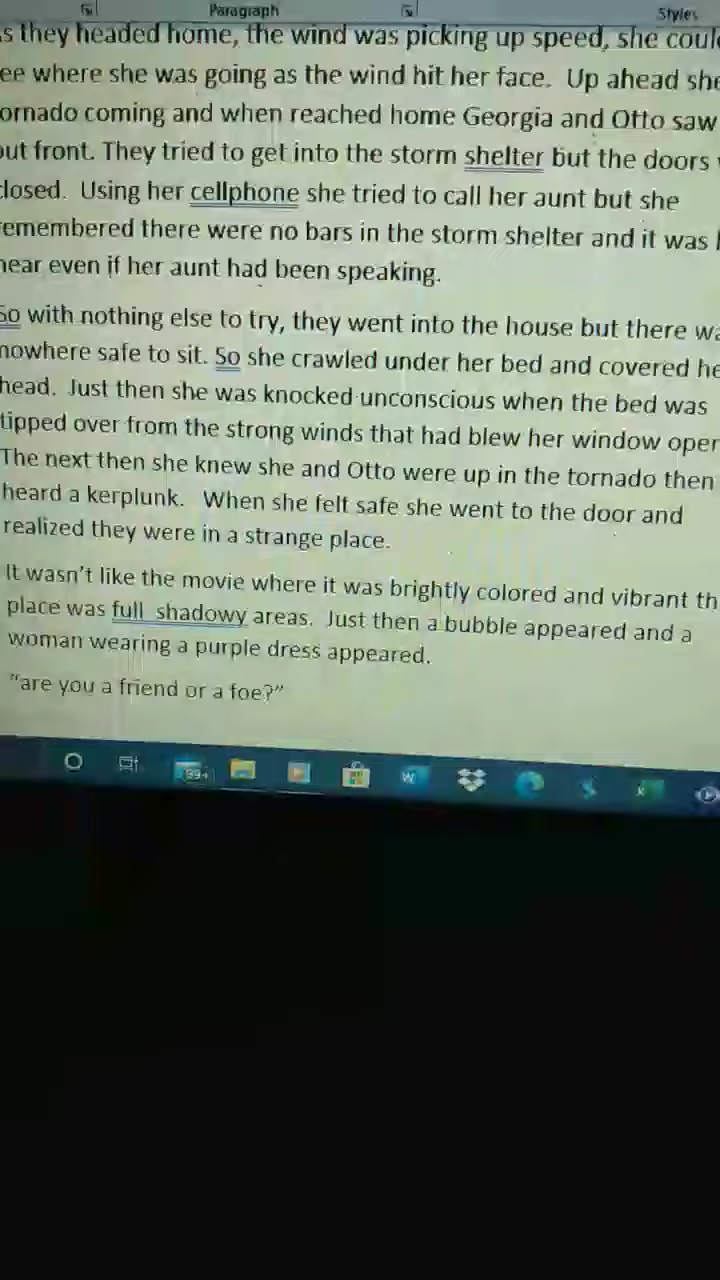 Paragraph
Styles
s they headed home, the wind was picking up speed, she
ee where she was going as the wind hit her face. Up ahead
ornado coming and when reached home Georgia and Otto saw
out front. They tried to get into the storm shelter but the doors
closed. Using her cellphone she tried to call her aunt but she
remembered there were no bars in the storm shelter and it was
near even if her aunt had been speaking.
So with nothing else to try, they went into the house but there
nowhere safe to sit. So she crawled under her bed and covered
head. Just then she was knocked unconscious when the bed was
tipped over from the strong winds that had blew her window
The next then she knew she and Otto were up in the tornado then
heard a kerplunk. When she felt safe she went to the door and
realized they were in a strange place.
It wasn't like the movie where it was brightly colored and vibrant
place was full shadowy areas. Just then a bubble appeared and a
woman wearing a purple dress appeared.
"are you a friend or a foe?"
99+